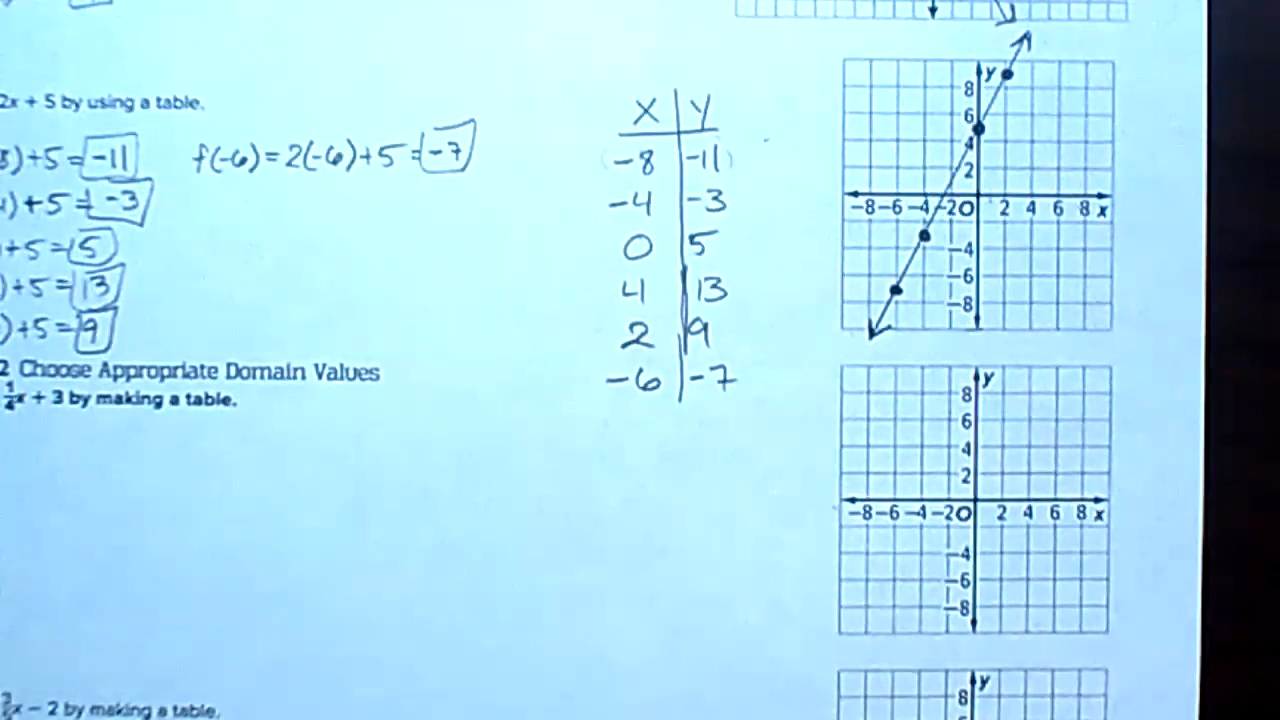 2x + 5 by using a table.
) + 5 = -11 f(-6) = 2(-6) + 5 = -7
) + 5 = -3
+ 5 = 5
) + 5 = 13
) + 5 = 9
X Y
-8 -11
-4 -3
0 5
4 13
2 9
-6 -7
y
8
6
4
2
-8 -6 -4 -2 O 2 4 6 8 x
-4
-6
-8
2 Choose Appropriate Domain Values
1/4x + 3 by making a table.
y
8
6
4
2
-8 -6 -4 -2 O 2 4 6 8 x
-4
-6
-8
x - 2 by making a table.
y
8